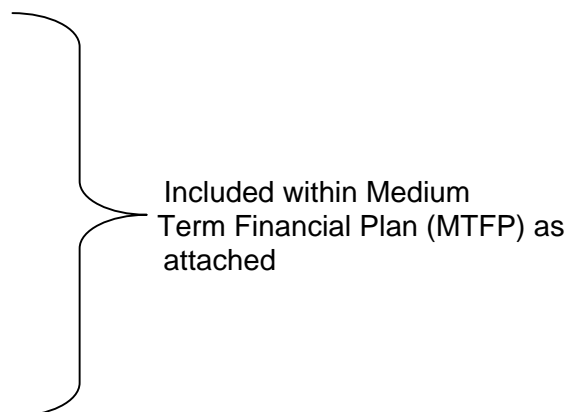 Included within Medium
Term Financial Plan (MTFP) as
attached